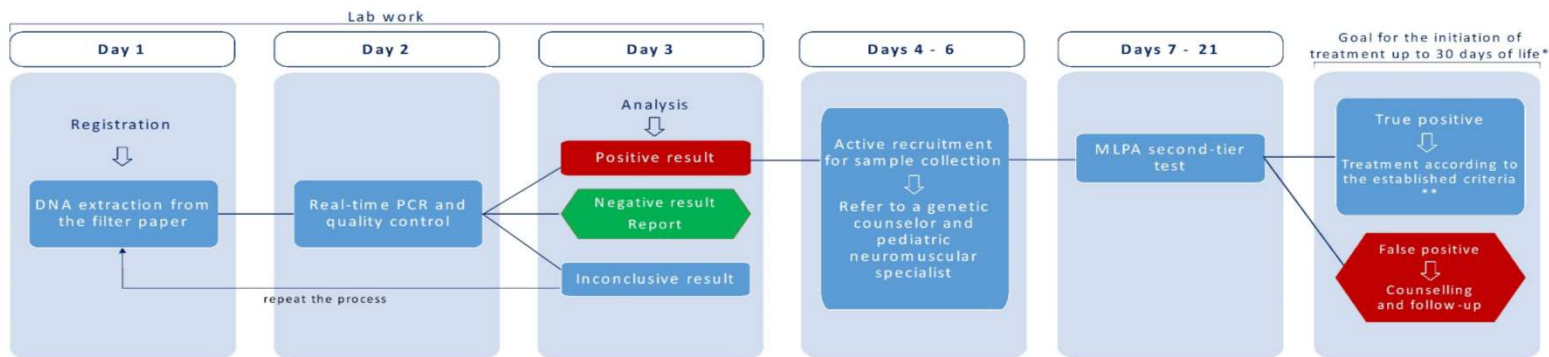 Lab work
Day 1
Day 2
Day 3
Days 4 - 6
Days 7 - 21
Goal for the initiation of
treatment up to 30 days of life*
Registration
DNA extraction from
the filter paper
Real-time PCR and
quality control
Analysis
Positive result
Negative result
Report
Inconclusive result
repeat the process
Active recruitment
for sample collection
Refer to a genetic
counselor and
pediatric
neuromuscular
specialist
MLPA second-tier
test
True positive
Treatment according to
the established criteria
**
False positive
Counselling
and follow-up